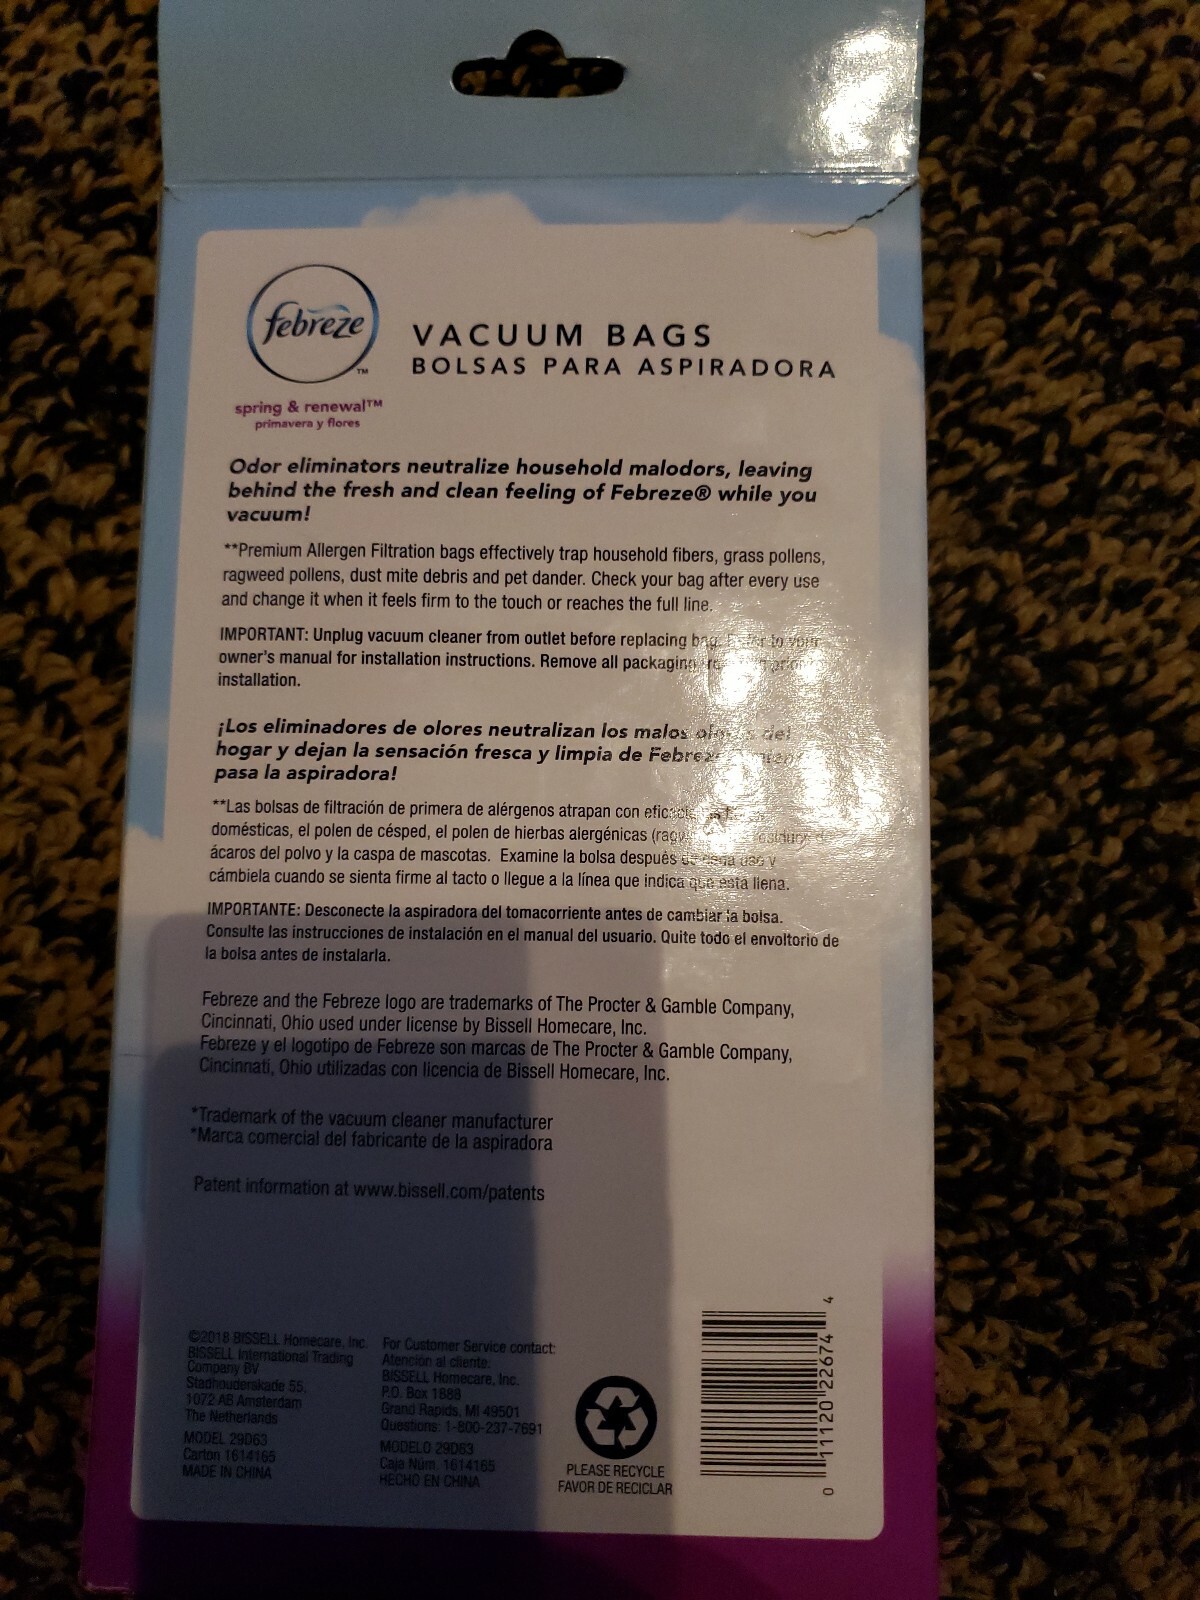 febreze™
spring & renewal™
primavera y flores
VACUUM BAGS
BOLSAS PARA ASPIRADORA
Odor eliminators neutralize household malodors, leaving
behind the fresh and clean feeling of Febreze® while you
vacuum!
**Premium Allergen Filtration bags effectively trap household fibers, grass pollens,
ragweed pollens, dust mite debris and pet dander. Check your bag after every use
and change it when it feels firm to the touch or reaches the full line.
IMPORTANT: Unplug vacuum cleaner from outlet before replacing bag. to your
owner's manual for installation instructions. Remove all packaging prior
installation.
¡Los eliminadores de olores neutralizan los malos del
hogar y dejan la sensación fresca y limpia de
pasa la aspiradora!
**Las bolsas de filtración de primera de alérgenos atrapan con
domésticas, el polen de césped, el polen de hierbas alergénicas
ácaros del polvo y la caspa de mascotas. Examine la bolsa después de cada uso y
cámbiela cuando se sienta firme al tacto o llegue a la línea que indica que está llena.
IMPORTANTE: Desconecte la aspiradora del tomacorriente antes de cambiar la bolsa.
Consulte las instrucciones de instalación en el manual del usuario. Quite todo el envoltorio de
la bolsa antes de instalarla.
Febreze and the Febreze logo are trademarks of The Procter & Gamble Company,
Cincinnati, Ohio used under license by Bissell Homecare, Inc.
Febreze y el logotipo de Febreze son marcas de The Procter & Gamble Company,
Cincinnati, Ohio utilizadas con licencia de Bissell Homecare, Inc.
*Trademark of the vacuum cleaner manufacturer
*Marca comercial del fabricante de la aspiradora
Patent information at www.bissell.com/patents
©2018 BISSELL Homecare, Inc.
BISSELL International Trading
Company BV
Stadhouderskade 55,
1072 AB Amsterdam
The Netherlands
MODEL 29D63
Carton 1614165
MADE IN CHINA
For Customer Service contact:
Atención al cliente:
BISSELL Homecare, Inc.
P.O. Box 1888
Grand Rapids, MI 49501
Questions: 1-800-237-7691
MODELO 29D63
Caja Núm. 1614165
HECHO EN CHINA
PLEASE RECYCLE
FAVOR DE RECICLAR
0 11120 22674 4